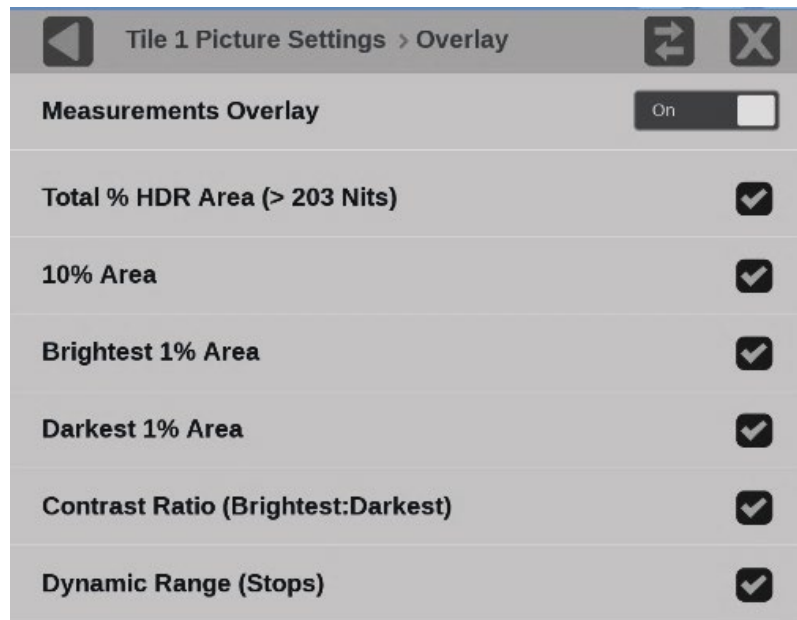 Tile 1 Picture Settings > Overlay
Measurements Overlay On
Total % HDR Area (> 203 Nits)
10% Area
Brightest 1% Area
Darkest 1% Area
Contrast Ratio (Brightest:Darkest)
Dynamic Range (Stops)